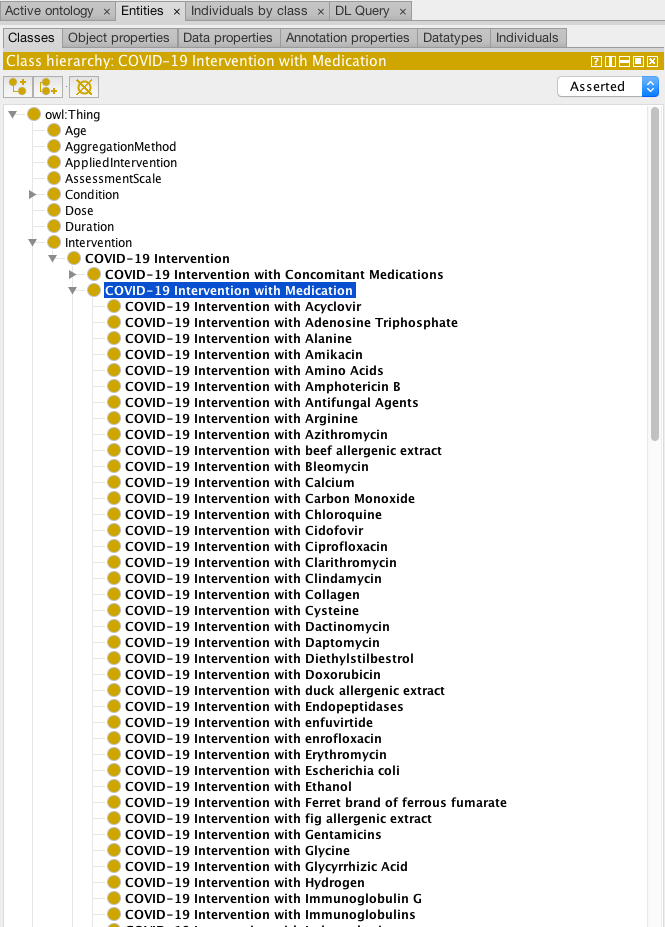 Active ontology × Entities × Individuals by class × DL Query ×
Classes Object properties Data properties Annotation properties Datatypes Individuals
Class hierarchy: COVID-19 Intervention with Medication
Asserted
owl:Thing
Age
AggregationMethod
AppliedIntervention
AssessmentScale
Condition
Dose
Duration
Intervention
COVID-19 Intervention
COVID-19 Intervention with Concomitant Medications
COVID-19 Intervention with Medication
COVID-19 Intervention with Acyclovir
COVID-19 Intervention with Adenosine Triphosphate
COVID-19 Intervention with Alanine
COVID-19 Intervention with Amikacin
COVID-19 Intervention with Amino Acids
COVID-19 Intervention with Amphotericin B
COVID-19 Intervention with Antifungal Agents
COVID-19 Intervention with Arginine
COVID-19 Intervention with Azithromycin
COVID-19 Intervention with beef allergenic extract
COVID-19 Intervention with Bleomycin
COVID-19 Intervention with Calcium
COVID-19 Intervention with Carbon Monoxide
COVID-19 Intervention with Chloroquine
COVID-19 Intervention with Cidofovir
COVID-19 Intervention with Ciprofloxacin
COVID-19 Intervention with Clarithromycin
COVID-19 Intervention with Clindamycin
COVID-19 Intervention with Collagen
COVID-19 Intervention with Cysteine
COVID-19 Intervention with Dactinomycin
COVID-19 Intervention with Daptomycin
COVID-19 Intervention with Diethylstilbestrol
COVID-19 Intervention with Doxorubicin
COVID-19 Intervention with duck allergenic extract
COVID-19 Intervention with Endopeptidases
COVID-19 Intervention with enfuvirtide
COVID-19 Intervention with enrofloxacin
COVID-19 Intervention with Erythromycin
COVID-19 Intervention with Escherichia coli
COVID-19 Intervention with Ethanol
COVID-19 Intervention with Ferret brand of ferrous fumarate
COVID-19 Intervention with fig allergenic extract
COVID-19 Intervention with Gentamicins
COVID-19 Intervention with Glycine
COVID-19 Intervention with Glycyrrhizic Acid
COVID-19 Intervention with Hydrogen
COVID-19 Intervention with Immunoglobulin G
COVID-19 Intervention with Immunoglobulins